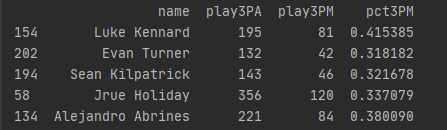 name play3PA play3PM pct3PM
154 Luke Kennard 195 81 0.415385
202 Evan Turner 132 42 0.318182
194 Sean Kilpatrick 143 46 0.321678
58 Jrue Holiday 356 120 0.337079
134 Alejandro Abrines 221 84 0.380090